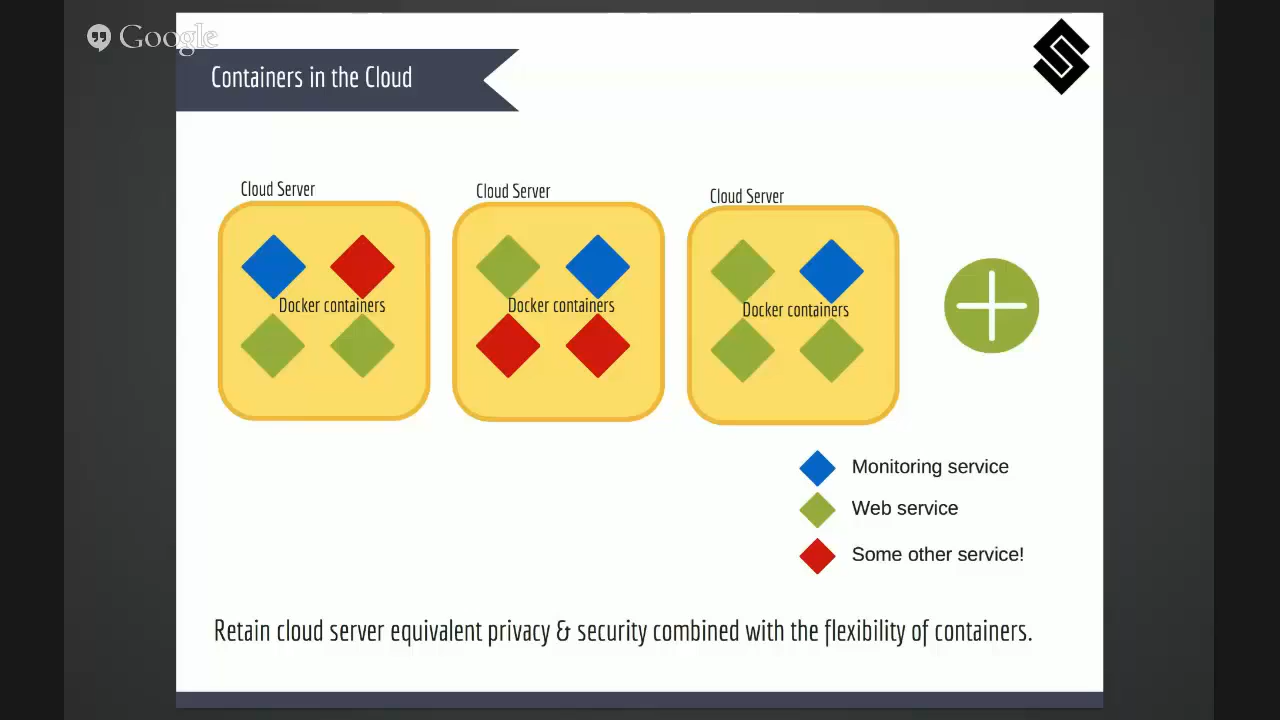 Google
Containers in the Cloud
Cloud Server
Cloud Server
Cloud Server
Docker containers
Docker containers
Docker containers
Monitoring service
Web service
Some other service!
Retain cloud server equivalent privacy & security combined with the flexibility of containers.